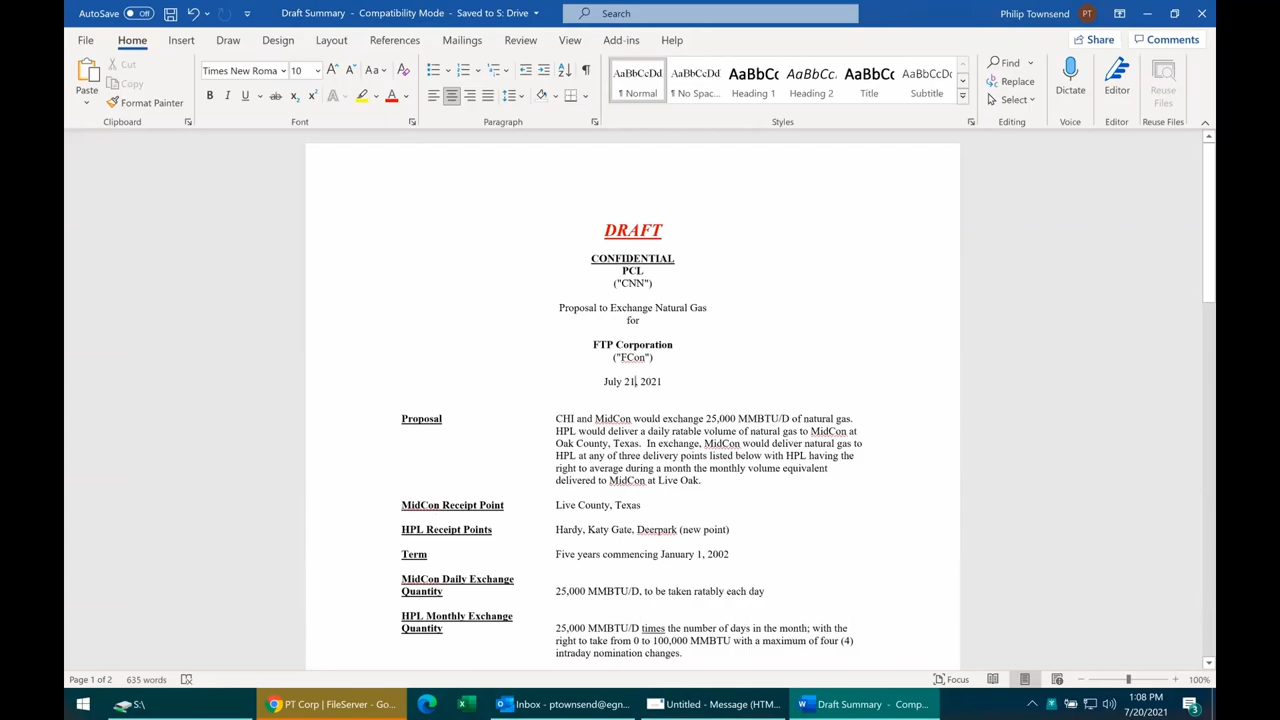 AutoSave Off Draft Summary - Compatibility Mode - Saved to S: Drive Search Philip Townsend PT
File Home Insert Draw Design Layout References Mailings Review View Add-ins Help Share Comments
Paste Cut Copy Format Painter
Times New Roma 10
AaBbCcDd AaBbCcDd AaBbCc AaBbCc. AaBbCc AaBbCcDd
¶ Normal ¶ No Spac... Heading 1 Heading 2 Title Subtitle
Find Replace Select
Dictate Editor Reuse Files
Clipboard Font Paragraph Styles Editing Voice Editor Reuse Files
DRAFT
CONFIDENTIAL
PCL
("CNN")
Proposal to Exchange Natural Gas
for
FTP Corporation
("FCon")
July 21, 2021
Proposal CHI and MidCon would exchange 25,000 MMBTU/D of natural gas.
HPL would deliver a daily ratable volume of natural gas to MidCon at
Oak County, Texas. In exchange, MidCon would deliver natural gas to
HPL at any of three delivery points listed below with HPL having the
right to average during a month the monthly volume equivalent
delivered to MidCon at Live Oak.
MidCon Receipt Point Live County, Texas
HPL Receipt Points Hardy, Katy Gate, Deerpark (new point)
Term Five years commencing January 1, 2002
MidCon Daily Exchange
Quantity 25,000 MMBTU/D, to be taken ratably each day
HPL Monthly Exchange
Quantity 25,000 MMBTU/D times the number of days in the month; with the
right to take from 0 to 100,000 MMBTU with a maximum of four (4)
intraday nomination changes.
Page 1 of 2 635 words Focus 100%
S:\ PT Corp | FileServer - Go... Inbox - ptownsend@egn... Untitled - Message (HTM... Draft Summary - Comp... 1:08 PM
7/20/2021 3